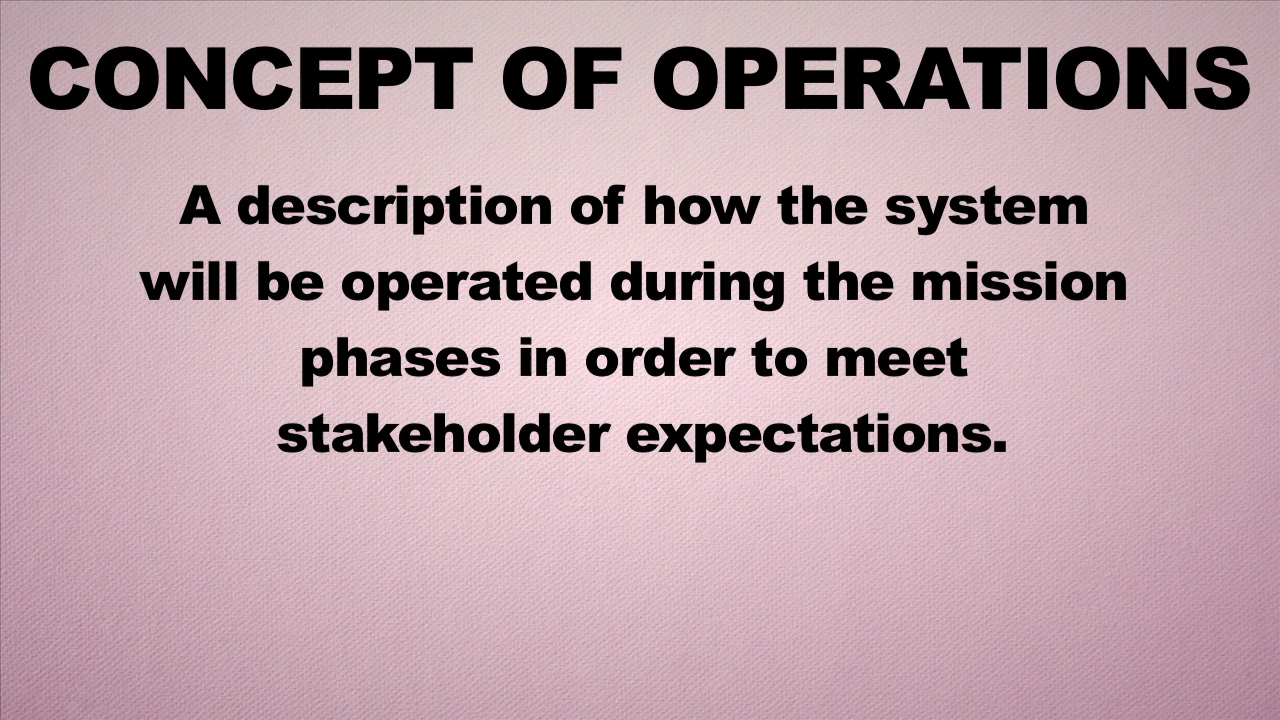 CONCEPT OF OPERATIONS
A description of how the system
will be operated during the mission
phases in order to meet
stakeholder expectations.